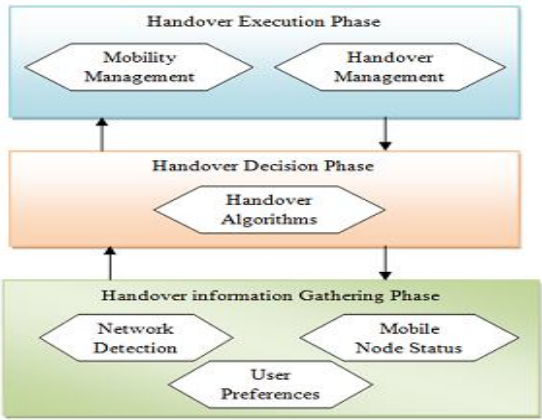 Handover Execution Phase
Mobility
Management
Handover
Management
Handover Decision Phase
Handover
Algorithms
Handover information Gathering Phase
Network
Detection
Mobile
Node Status
User
Preferences